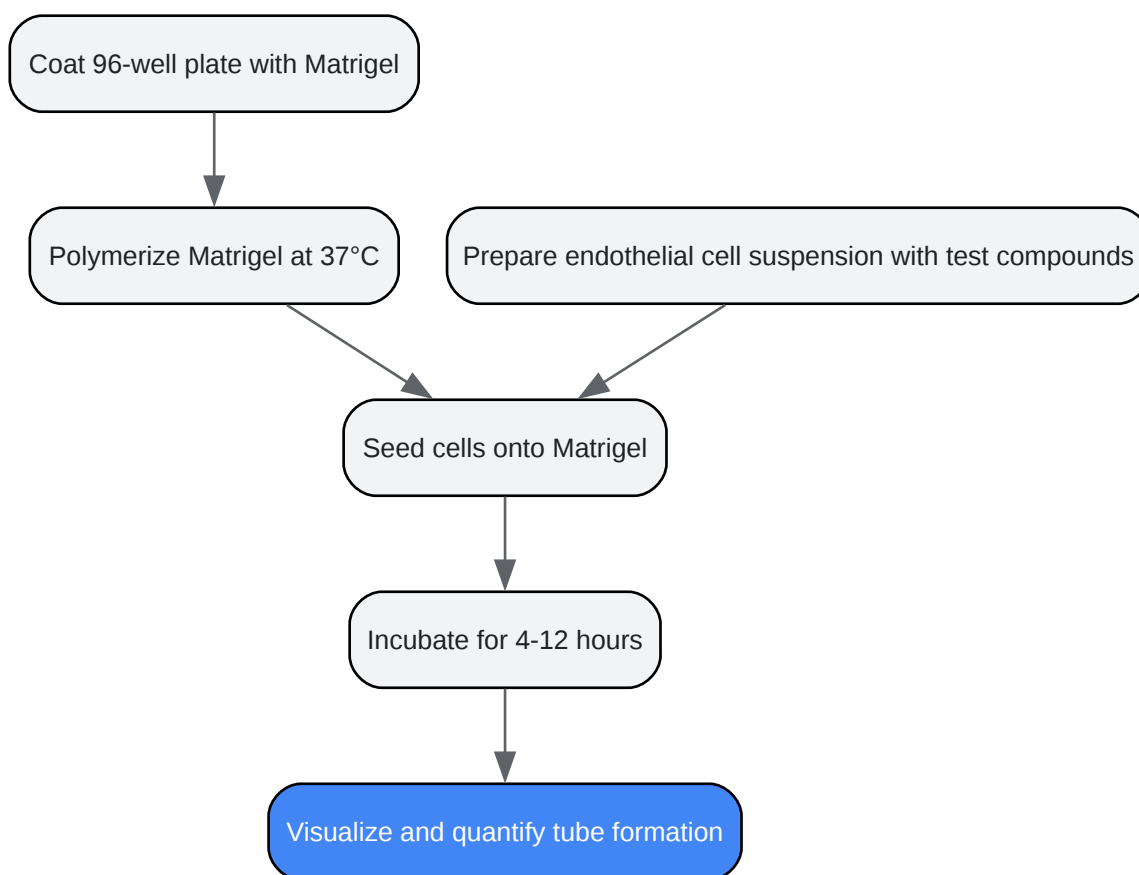 Coat 96-well plate with Matrigel
Polymerize Matrigel at 37°C
Prepare endothelial cell suspension with test compounds
Seed cells onto Matrigel
Incubate for 4-12 hours
Visualize and quantify tube formation